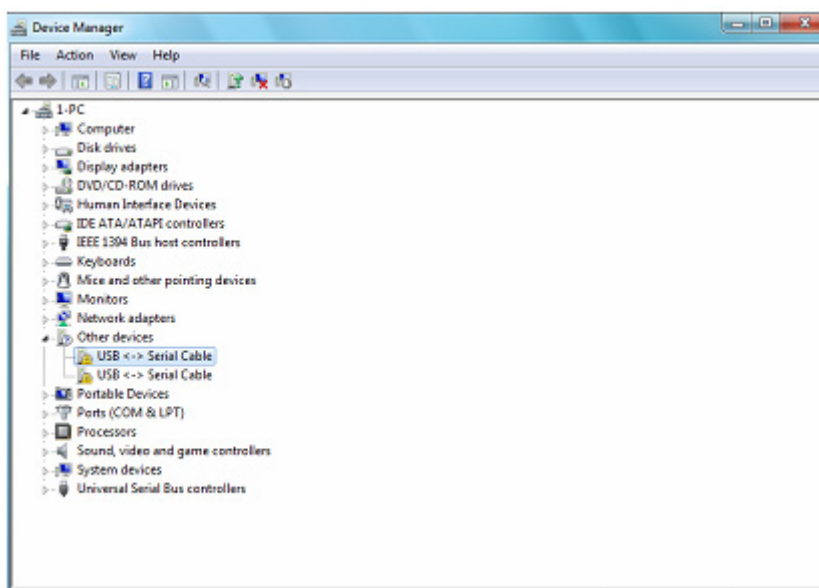 Device Manager
File Action View Help
1-PC
Computer
Disk drives
Display adapters
DVD/CD-ROM drives
Human Interface Devices
IDE ATA/ATAPI controllers
IEEE 1394 Bus host controllers
Keyboards
Mice and other pointing devices
Monitors
Network adapters
Other devices
USB <-> Serial Cable
USB <-> Serial Cable
Portable Devices
Ports (COM & LPT)
Processors
Sound, video and game controllers
System devices
Universal Serial Bus controllers